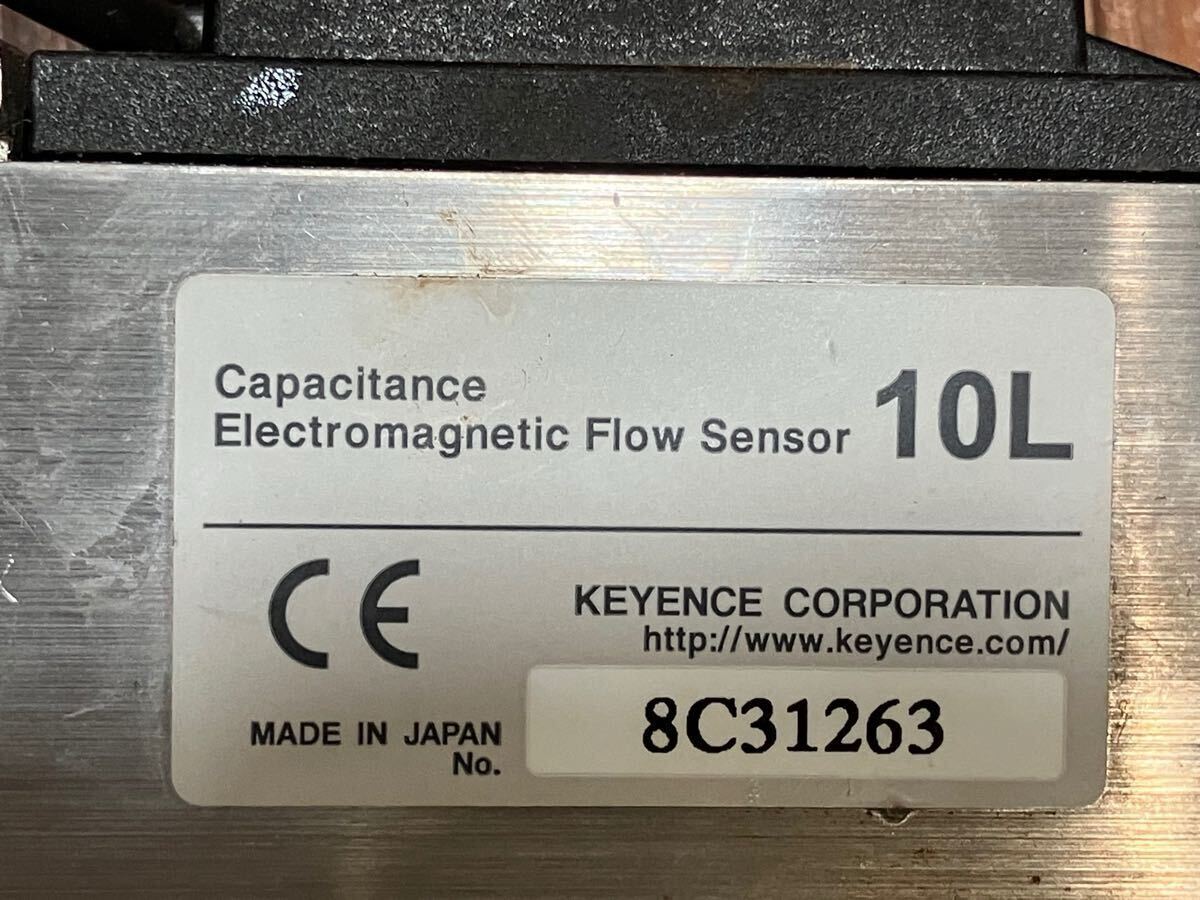 Capacitance
Electromagnetic Flow Sensor 10L
CE
KEYENCE CORPORATION
http://www.keyence.com/
MADE IN JAPAN
No. 8C31263